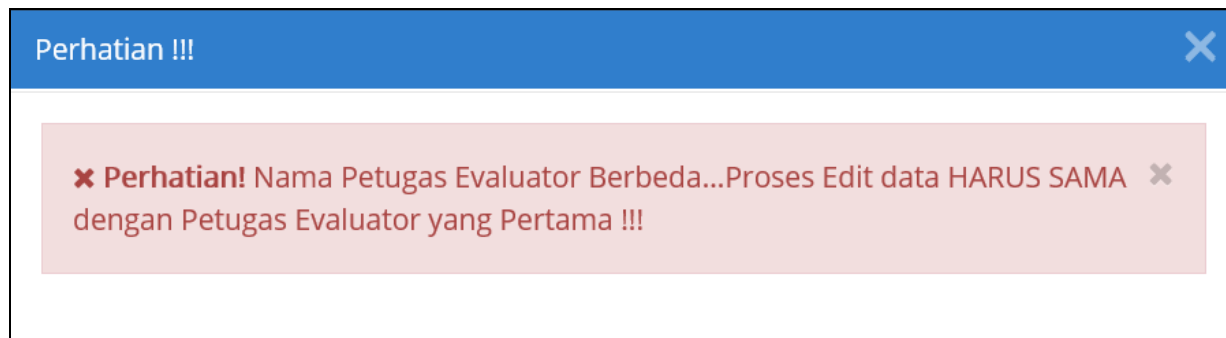 Perhatian !!!
Perhatian! Nama Petugas Evaluator Berbeda...Proses Edit data HARUS SAMA
dengan Petugas Evaluator yang Pertama !!!